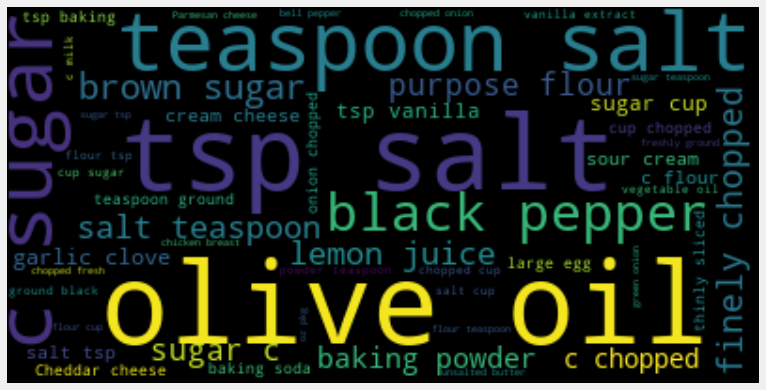 tsp baking
Parmesan cheese
bell pepper
chopped onion
vanilla extract
teaspoon salt
c milk
c sugar
brown sugar
purpose flour
sugar teaspoon
sugar cup
sugar tsp
cream cheese
tsp vanilla
onion chopped
cup chopped
freshly ground
tsp salt
flour tsp
sour cream
cup sugar
c flour
vegetable oil
finely chopped
teaspoon ground
black pepper
salt teaspoon
chicken breast
thinly sliced
garlic clove
lemon juice
large egg
chopped fresh
powder teaspoon
chopped cup
green onion
olive oil
ground black
salt cup
flour cup
oz pkg
flour teaspoon
salt tsp
sugar c
baking powder
c chopped
Cheddar cheese
baking soda
unsalted butter